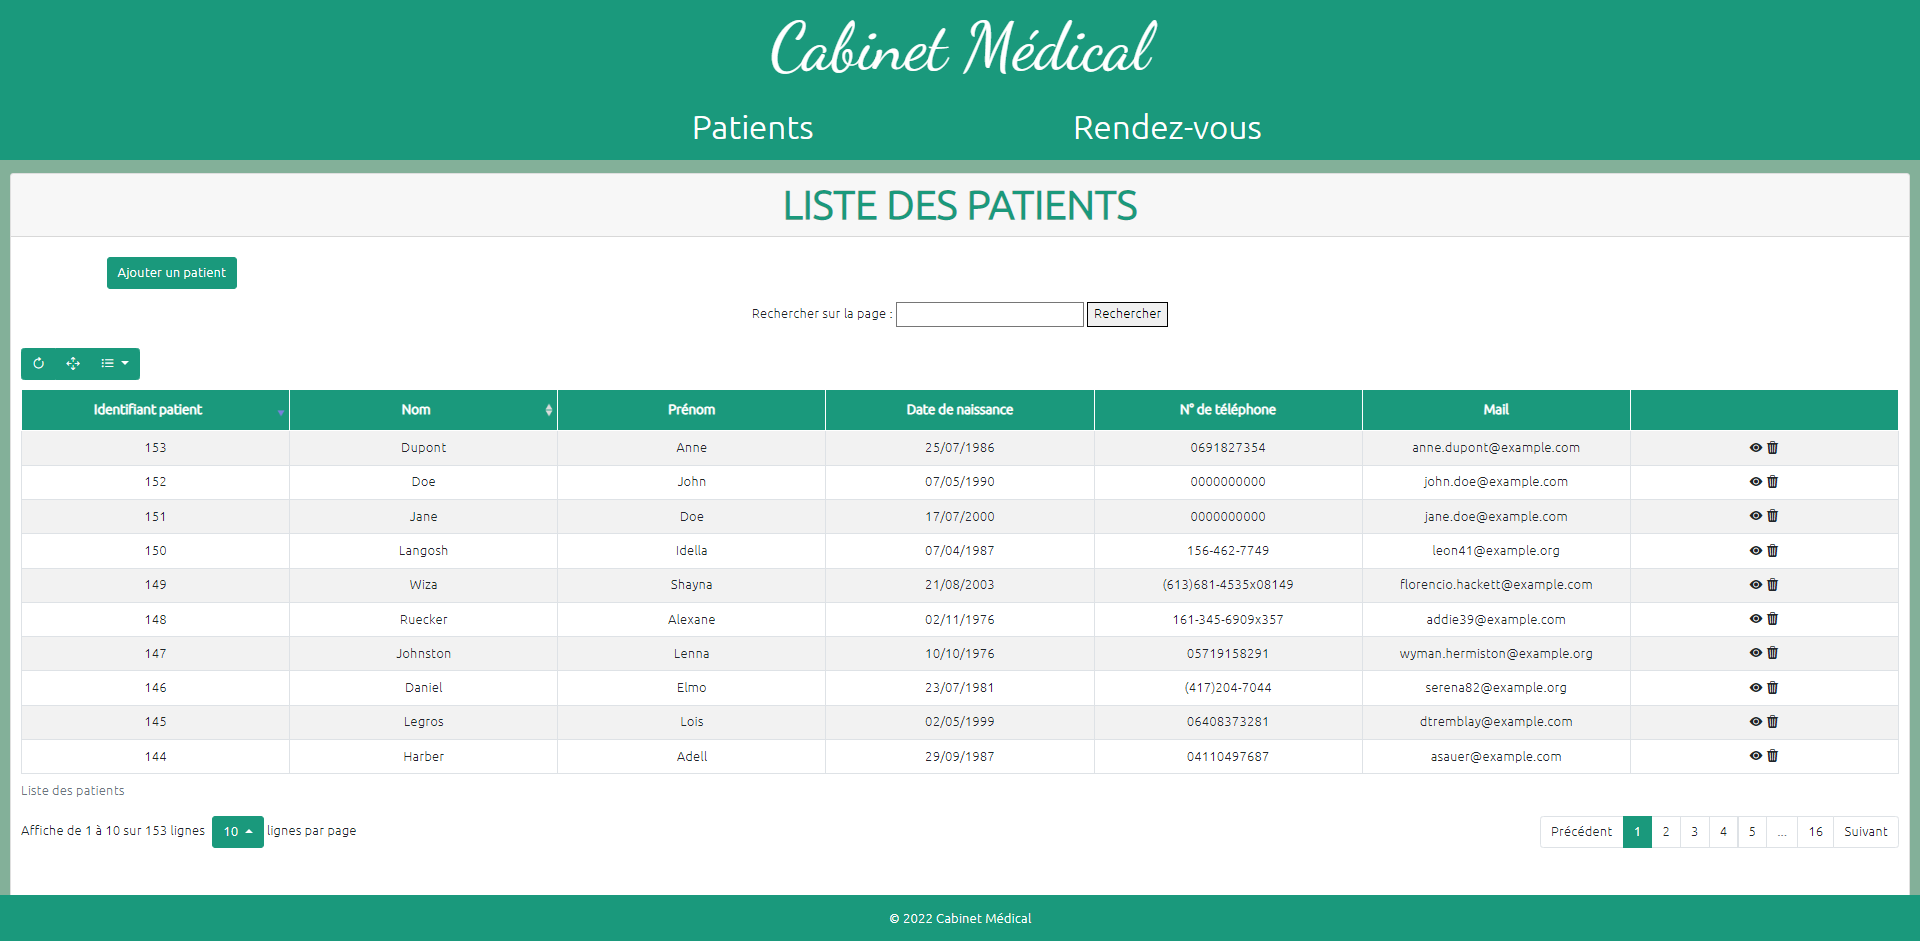 Cabinet Médical
Patients Rendez-vous
LISTE DES PATIENTS
Ajouter un patient
Rechercher sur la page : Rechercher
Identifiant patient Nom Prénom Date de naissance N° de téléphone Mail
153 Dupont Anne 25/07/1986 0691827354 anne.dupont@example.com
152 Doe John 07/05/1990 0000000000 john.doe@example.com
151 Jane Doe 17/07/2000 0000000000 jane.doe@example.com
150 Langosh Idella 07/04/1987 156-462-7749 leon41@example.org
149 Wiza Shayna 21/08/2003 (613)681-4535x08149 florencio.hackett@example.com
148 Ruecker Alexane 02/11/1976 161-345-6909x357 addie39@example.com
147 Johnston Lenna 10/10/1976 05719158291 wyman.hermiston@example.org
146 Daniel Elmo 23/07/1981 (417)204-7044 serena82@example.org
145 Legros Lois 02/05/1999 06408373281 dtremblay@example.com
144 Harber Adell 29/09/1987 04110497687 asauer@example.com
Liste des patients
Affiche de 1 à 10 sur 153 lignes 10 lignes par page Précédent 1 2 3 4 5 ... 16 Suivant
© 2022 Cabinet Médical